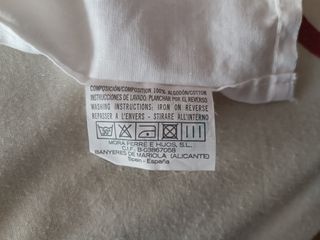 COMPOSICIÓN/COMPOSITION 100% ALGODÓN/COTTON
INSTRUCCIONES DE LAVADO: PLANCHAR POR EL REVERSO
WASHING INSTRUCTIONS: IRON ON REVERSE
REPASSER A L'ENVERS - STIRARE ALL'INTERNO
MORA FERRE E HIJOS, S.L.
C.I.F. B-03867058
BANYERES DE MARIOLA (ALICANTE)
Spain - España